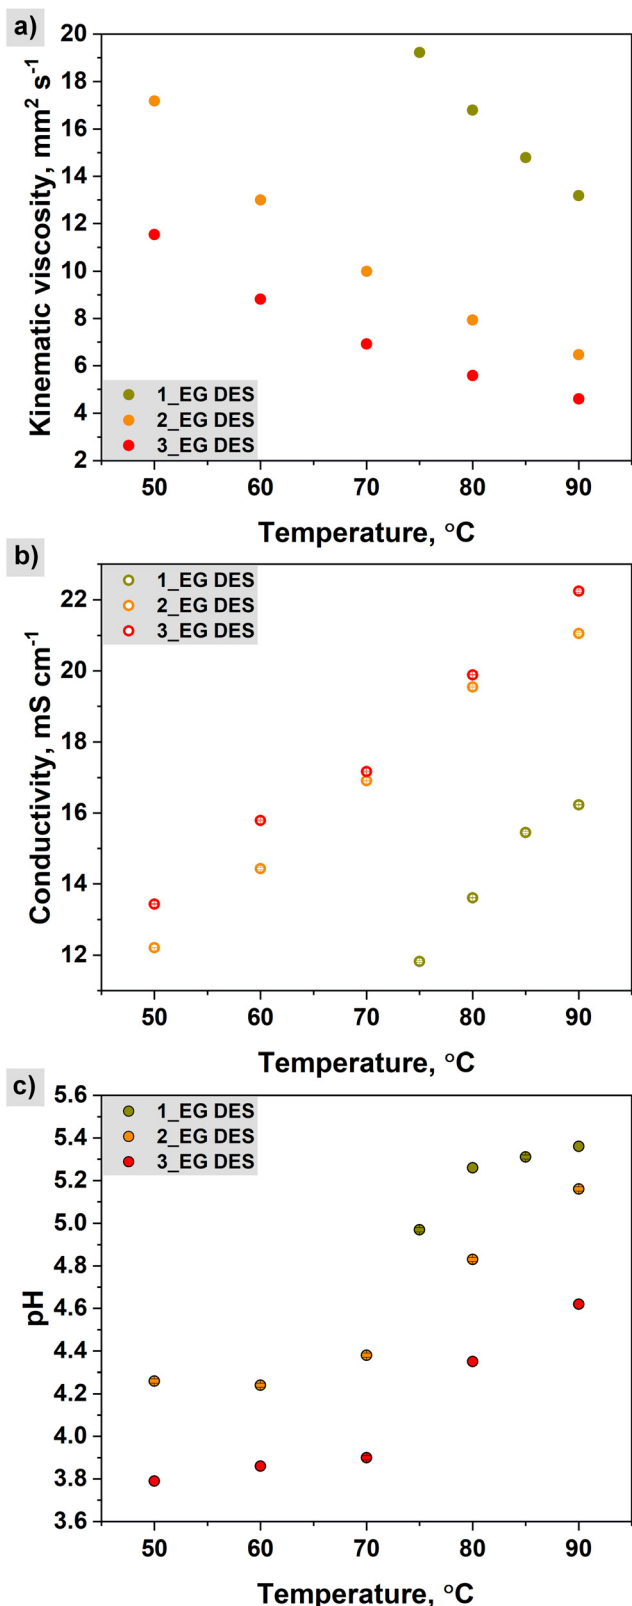 a)
Kinematic viscosity, mm² s⁻¹
20
18
16
14
12
10
8
6
4
2
1_EG DES
2_EG DES
3_EG DES
50 60 70 80 90
Temperature, °C
b)
Conductivity, mS cm⁻¹
22
20
18
16
14
12
1_EG DES
2_EG DES
3_EG DES
50 60 70 80 90
Temperature, °C
c)
pH
5.6
5.4
5.2
5.0
4.8
4.6
4.4
4.2
4.0
3.8
3.6
1_EG DES
2_EG DES
3_EG DES
50 60 70 80 90
Temperature, °C